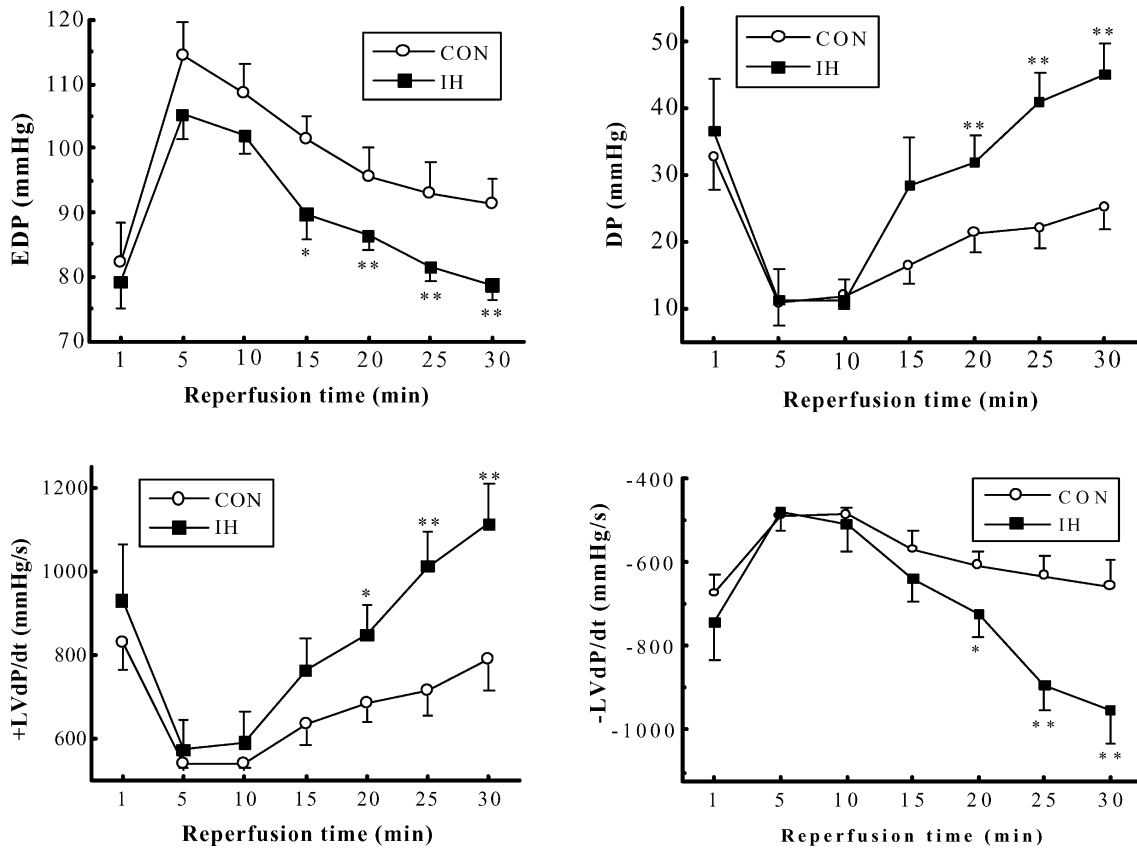 120
110
100
90
80
70
EDP (mmHg)
CON
IH
*
**
**
**
1 5 10 15 20 25 30
Reperfusion time (min)
50
40
30
20
10
DP (mmHg)
CON
IH
**
**
**
1 5 10 15 20 25 30
Reperfusion time (min)
1200
1000
800
600
+LVdP/dt (mmHg/s)
CON
IH
*
**
**
1 5 10 15 20 25 30
Reperfusion time (min)
-400
-600
-800
-1000
-LVdP/dt (mmHg/s)
CON
IH
*
**
**
1 5 10 15 20 25 30
Reperfusion time (min)